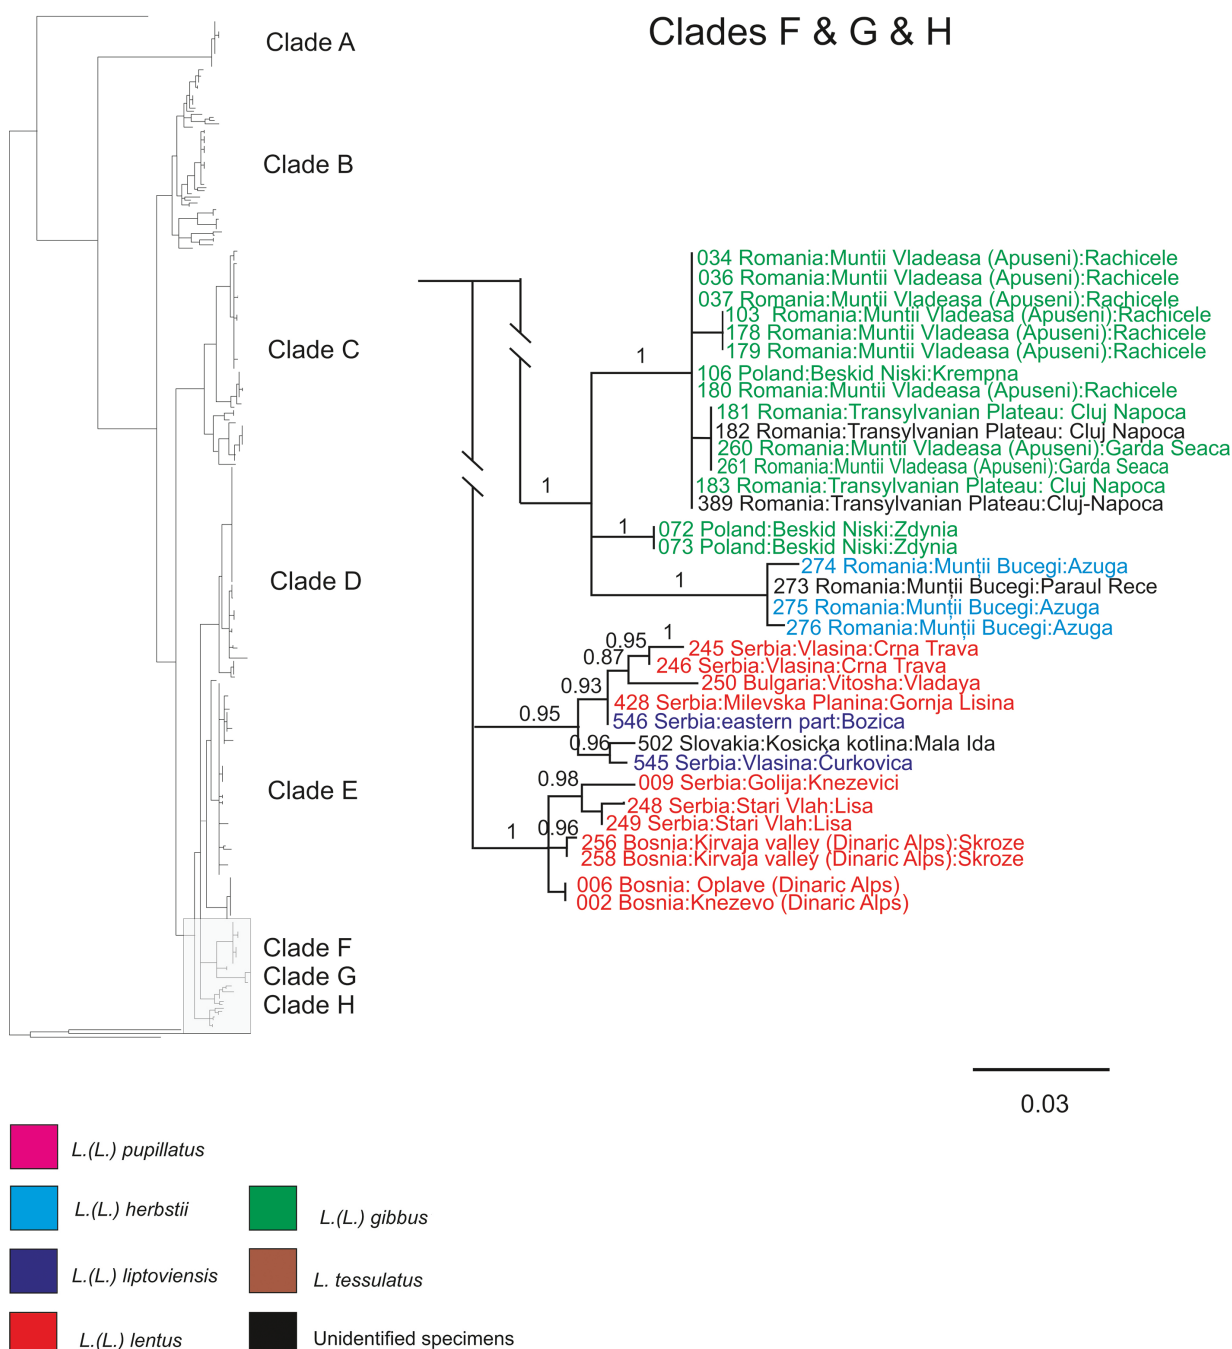 Clades F & G & H
Clade A
Clade B
Clade C
Clade D
Clade E
Clade F
Clade G
Clade H
034 Romania:Muntii Vladeasa (Apuseni):Rachicele
036 Romania:Muntii Vladeasa (Apuseni):Rachicele
037 Romania:Muntii Vladeasa (Apuseni):Rachicele
103 Romania:Muntii Vladeasa (Apuseni):Rachicele
178 Romania:Muntii Vladeasa (Apuseni):Rachicele
179 Romania:Muntii Vladeasa (Apuseni):Rachicele
1
106 Poland:Beskid Niski:Krempna
180 Romania:Muntii Vladeasa (Apuseni):Rachicele
181 Romania:Transylvanian Plateau: Cluj Napoca
182 Romania:Transylvanian Plateau: Cluj Napoca
260 Romania:Muntii Vladeasa (Apuseni):Garda Seaca
261 Romania:Muntii Vladeasa (Apuseni):Garda Seaca
1
183 Romania:Transylvanian Plateau: Cluj Napoca
389 Romania:Transylvanian Plateau:Cluj-Napoca
1
072 Poland:Beskid Niski:Zdynia
073 Poland:Beskid Niski:Zdynia
1
274 Romania:Munții Bucegi:Azuga
273 Romania:Munții Bucegi:Paraul Rece
275 Romania:Munții Bucegi:Azuga
276 Romania:Munții Bucegi:Azuga
0.95
1
245 Serbia:Vlasina:Crna Trava
0.87
246 Serbia:Vlasina:Crna Trava
0.93
250 Bulgaria:Vitosha:Vladaya
428 Serbia:Milevska Planina:Gornja Lisina
0.95
546 Serbia:eastern part:Bozica
0.96
502 Slovakia:Kosicka kotlina:Mala Ida
545 Serbia:Vlasina:Curkovica
0.98
009 Serbia:Golija:Knezevici
248 Serbia:Stari Vlah:Lisa
1
0.96
249 Serbia:Stari Vlah:Lisa
256 Bosnia:Kirvaja valley (Dinaric Alps):Skroze
258 Bosnia:Kirvaja valley (Dinaric Alps):Skroze
006 Bosnia: Oplave (Dinaric Alps)
002 Bosnia:Knezevo (Dinaric Alps)
0.03
L.(L.) pupillatus
L.(L.) herbstii
L.(L.) gibbus
L.(L.) liptoviensis
L. tessulatus
L.(L.) lentus
Unidentified specimens